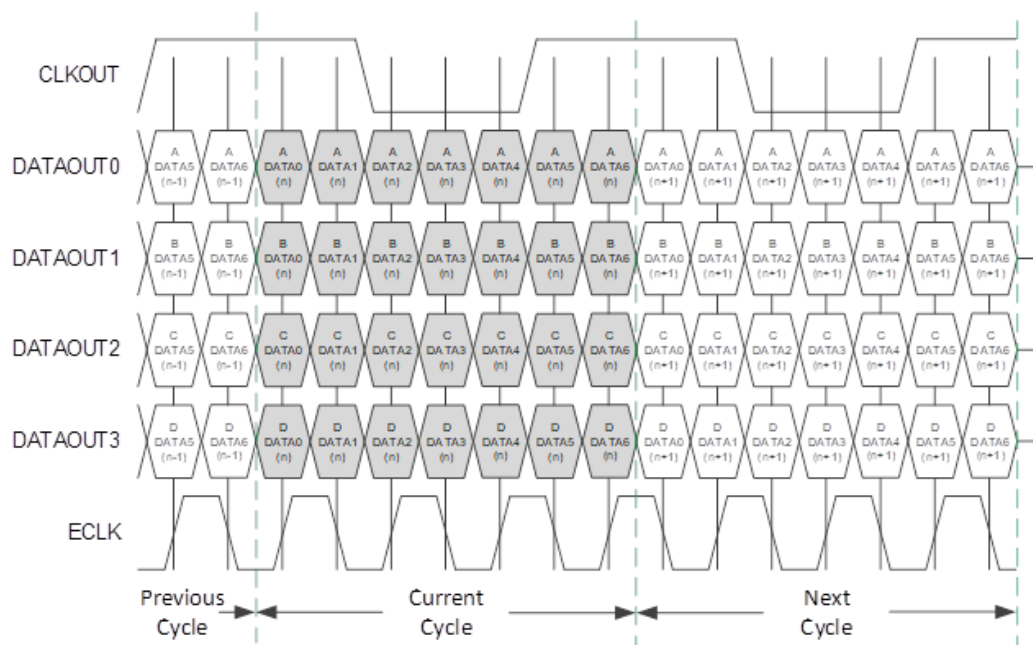 CLKOUT
A A A A A A A A A A A A A A A A
DATAOUT0 DATA5 DATA6 DATA0 DATA1 DATA2 DATA3 DATA4 DATA5 DATA6 DATA0 DATA1 DATA2 DATA3 DATA4 DATA5 DATA6
(n-1) (n-1) (n) (n) (n) (n) (n) (n) (n) (n+1) (n+1) (n+1) (n+1) (n+1) (n+1) (n+1)
B B B B B B B B B B B B B B B B
DATAOUT1 DATA5 DATA6 DATA0 DATA1 DATA2 DATA3 DATA4 DATA5 DATA6 DATA0 DATA1 DATA2 DATA3 DATA4 DATA5 DATA6
(n-1) (n-1) (n) (n) (n) (n) (n) (n) (n) (n+1) (n+1) (n+1) (n+1) (n+1) (n+1) (n+1)
C C C C C C C C C C C C C C C C
DATAOUT2 DATA5 DATA6 DATA0 DATA1 DATA2 DATA3 DATA4 DATA5 DATA6 DATA0 DATA1 DATA2 DATA3 DATA4 DATA5 DATA6
(n-1) (n-1) (n) (n) (n) (n) (n) (n) (n) (n+1) (n+1) (n+1) (n+1) (n+1) (n+1) (n+1)
D D D D D D D D D D D D D D D D
DATAOUT3 DATA5 DATA6 DATA0 DATA1 DATA2 DATA3 DATA4 DATA5 DATA6 DATA0 DATA1 DATA2 DATA3 DATA4 DATA5 DATA6
(n-1) (n-1) (n) (n) (n) (n) (n) (n) (n) (n+1) (n+1) (n+1) (n+1) (n+1) (n+1) (n+1)
ECLK
Previous
Cycle
Current
Cycle
Next
Cycle